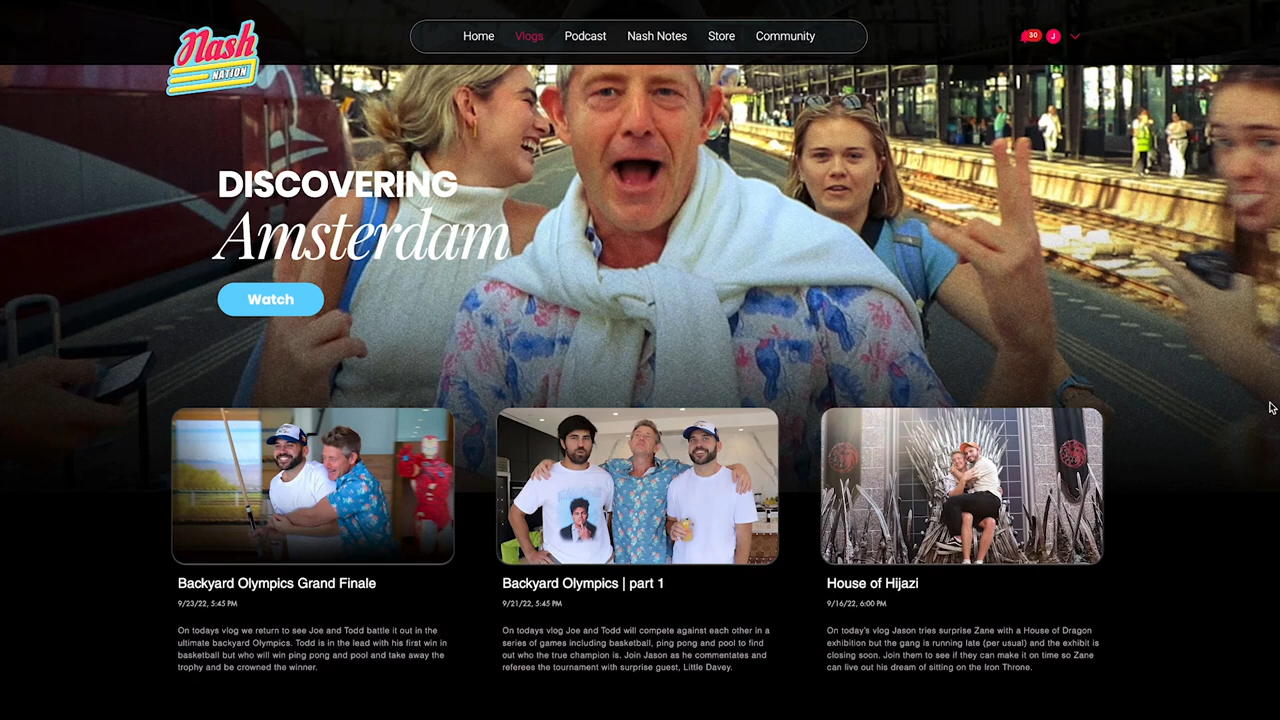 Nash
NATION
Home Vlogs Podcast Nash Notes Store Community
30 J
DISCOVERING
Amsterdam
Watch
Backyard Olympics Grand Finale
9/23/22, 5:45 PM
On todays vlog we return to see Joe and Todd battle it out in the
ultimate backyard Olympics. Todd is in the lead with his first win in
basketball but who will win ping pong and pool and take away the
trophy and be crowned the winner.
Backyard Olympics | part 1
9/21/22, 5:45 PM
On todays vlog Joe and Todd will compete against each other in a
series of games including basketball, ping pong and pool to find
out who the true champion is. Join Jason as he commentates and
referees the tournament with surprise guest, Little Davey.
House of Hijazi
9/16/22, 6:00 PM
On today's vlog Jason tries surprise Zane with a House of Dragon
exhibition but the gang is running late (per usual) and the exhibit is
closing soon. Join them to see if they can make it on time so Zane
can live out his dream of sitting on the Iron Throne.